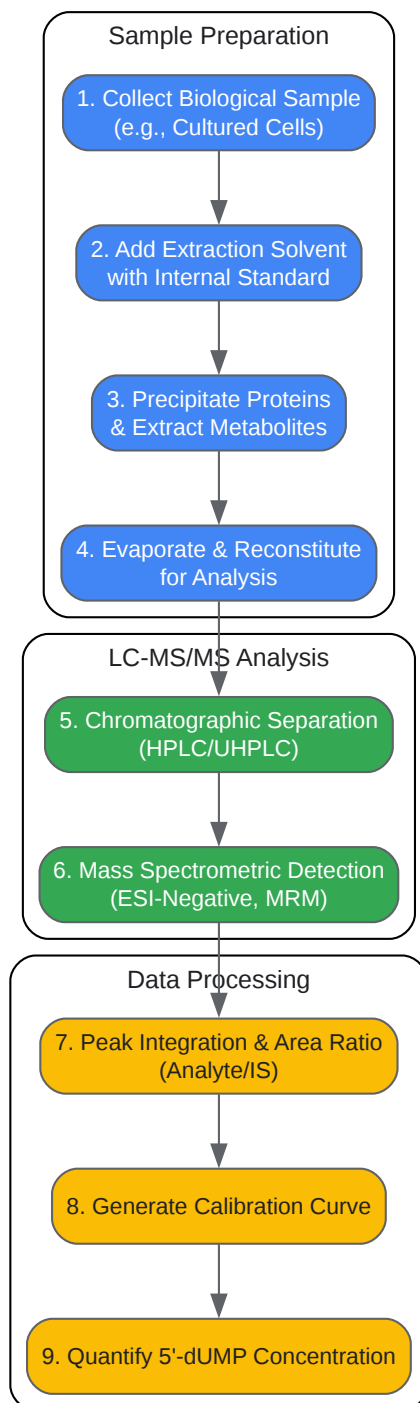 Sample Preparation
1. Collect Biological Sample
(e.g., Cultured Cells)
2. Add Extraction Solvent
with Internal Standard
3. Precipitate Proteins
& Extract Metabolites
4. Evaporate & Reconstitute
for Analysis
LC-MS/MS Analysis
5. Chromatographic Separation
(HPLC/UHPLC)
6. Mass Spectrometric Detection
(ESI-Negative, MRM)
Data Processing
7. Peak Integration & Area Ratio
(Analyte/IS)
8. Generate Calibration Curve
9. Quantify 5'-dUMP Concentration